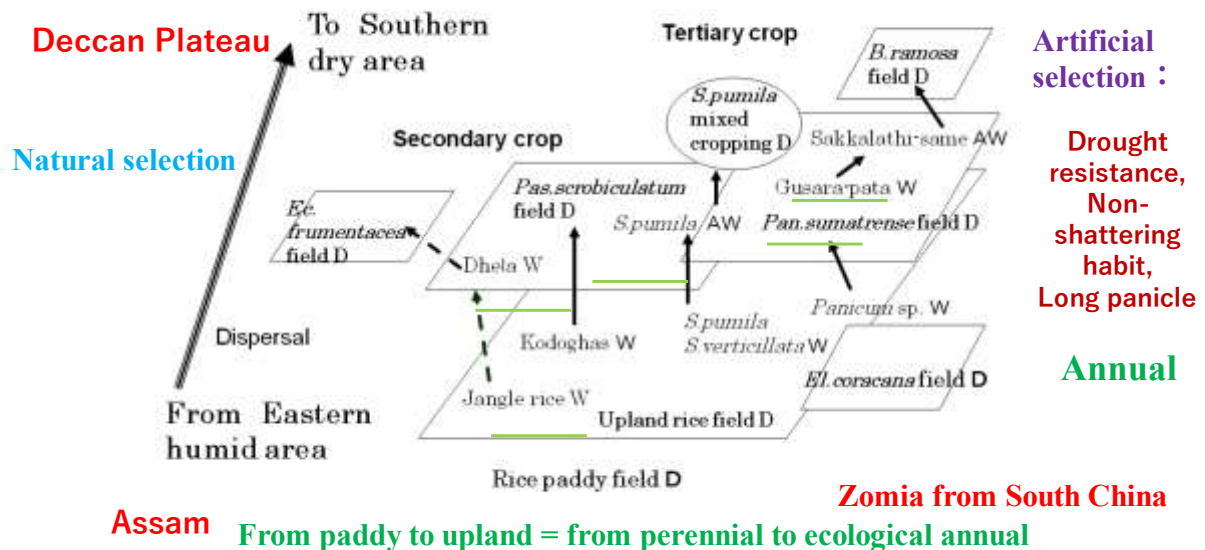 Deccan Plateau
To Southern
dry area
Tertiary crop
B.ramosa
field D
Artificial
selection：
S.pumila
mixed
cropping D
Sakkalathi-same AW
Natural selection
Secondary crop
Drought
resistance,
Non-
shattering
habit,
Long panicle
Pas.scrobiculatum
field D
Gusara-pata W
Ec.
frumentacea
field D
S.pumila AW
Pan.sumatrense field D
Dheta W
Dispersal
Kodoghas W
S.pumila
S.verticillata W
Panicum sp. W
Annual
El.coracana field D
From Eastern
humid area
Jangle rice W
Upland rice field D
Rice paddy field D
Zomia from South China
Assam
From paddy to upland = from perennial to ecological annual